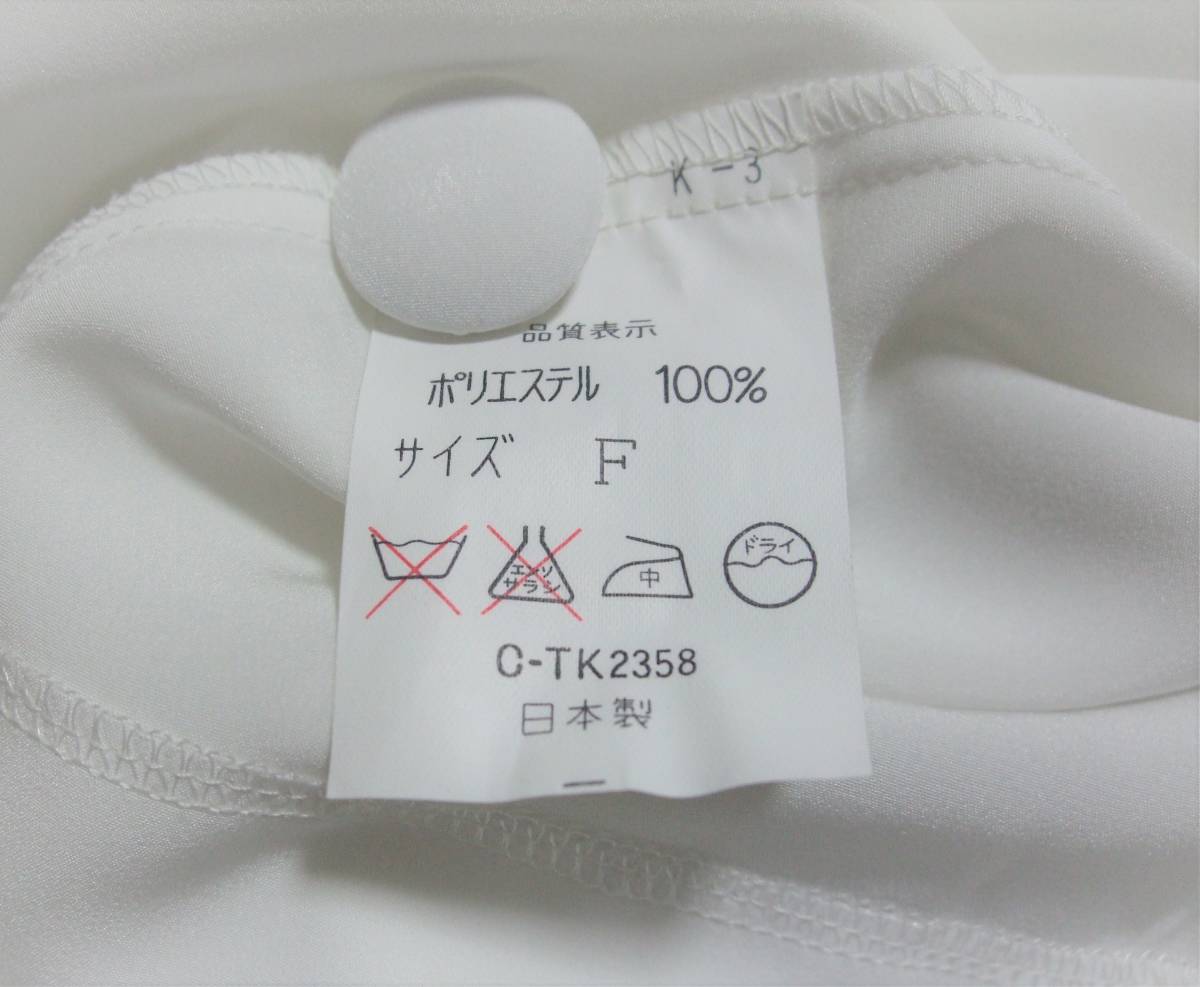 K-3
品質表示
ポリエステル 100%
サイズ F
エンソ
サラシ
中
ドライ
C-TK2358
日本製